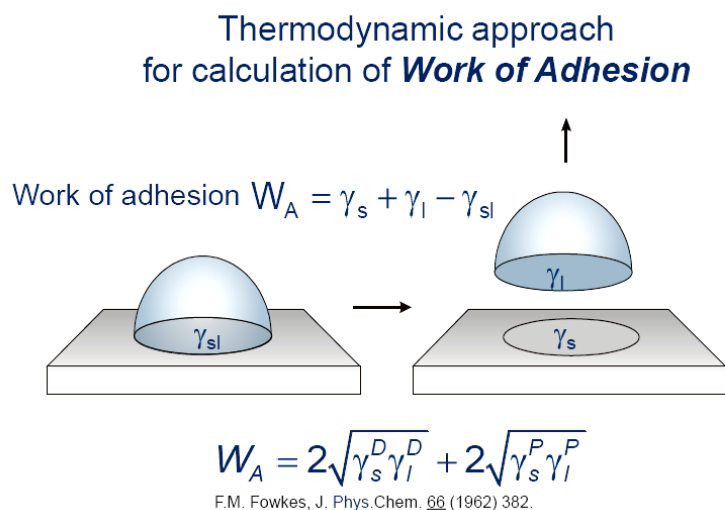 Thermodynamic approach
for calculation of Work of Adhesion
Work of adhesion W_A = γ_s + γ_l − γ_sl
γ_l
γ_sl
γ_s
W_A = 2√(γ_s^D γ_l^D) + 2√(γ_s^P γ_l^P)
F.M. Fowkes, J. Phys.Chem. 66 (1962) 382.